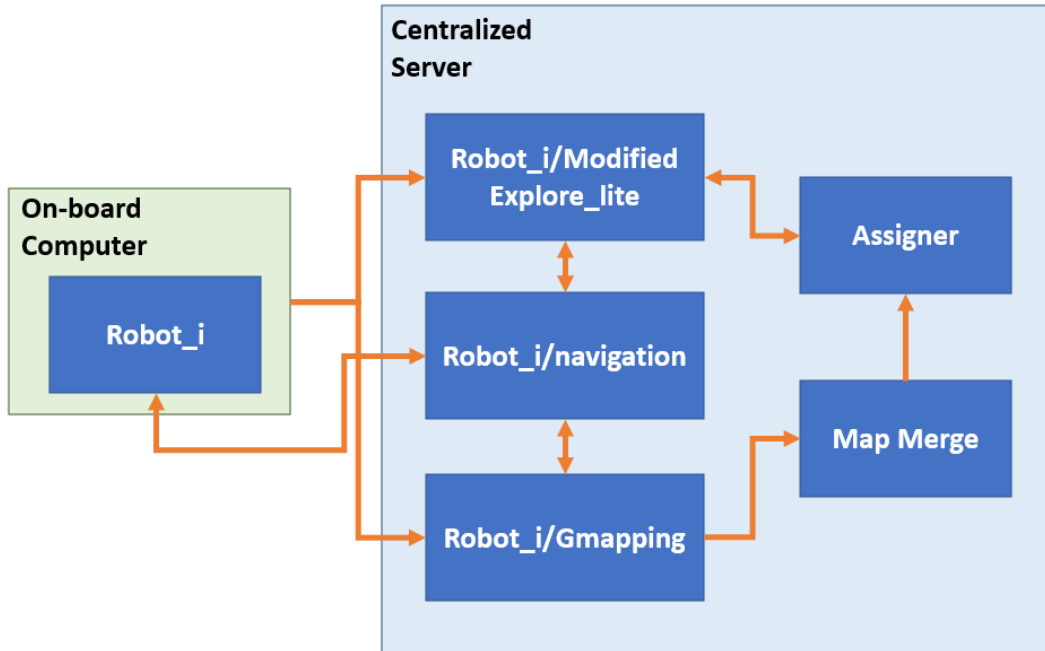 Centralized
Server
Robot_i/Modified
Explore_lite
On-board
Computer
Assigner
Robot_i
Robot_i/navigation
Map Merge
Robot_i/Gmapping